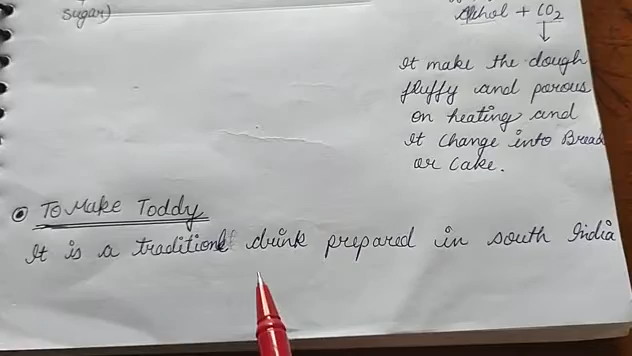 sugar)
Alchol + CO2
It make the dough
fluffy and porous
on heating and
it change into Bread
or Cake.
To Make Toddy
It is a traditional drink prepared in south India